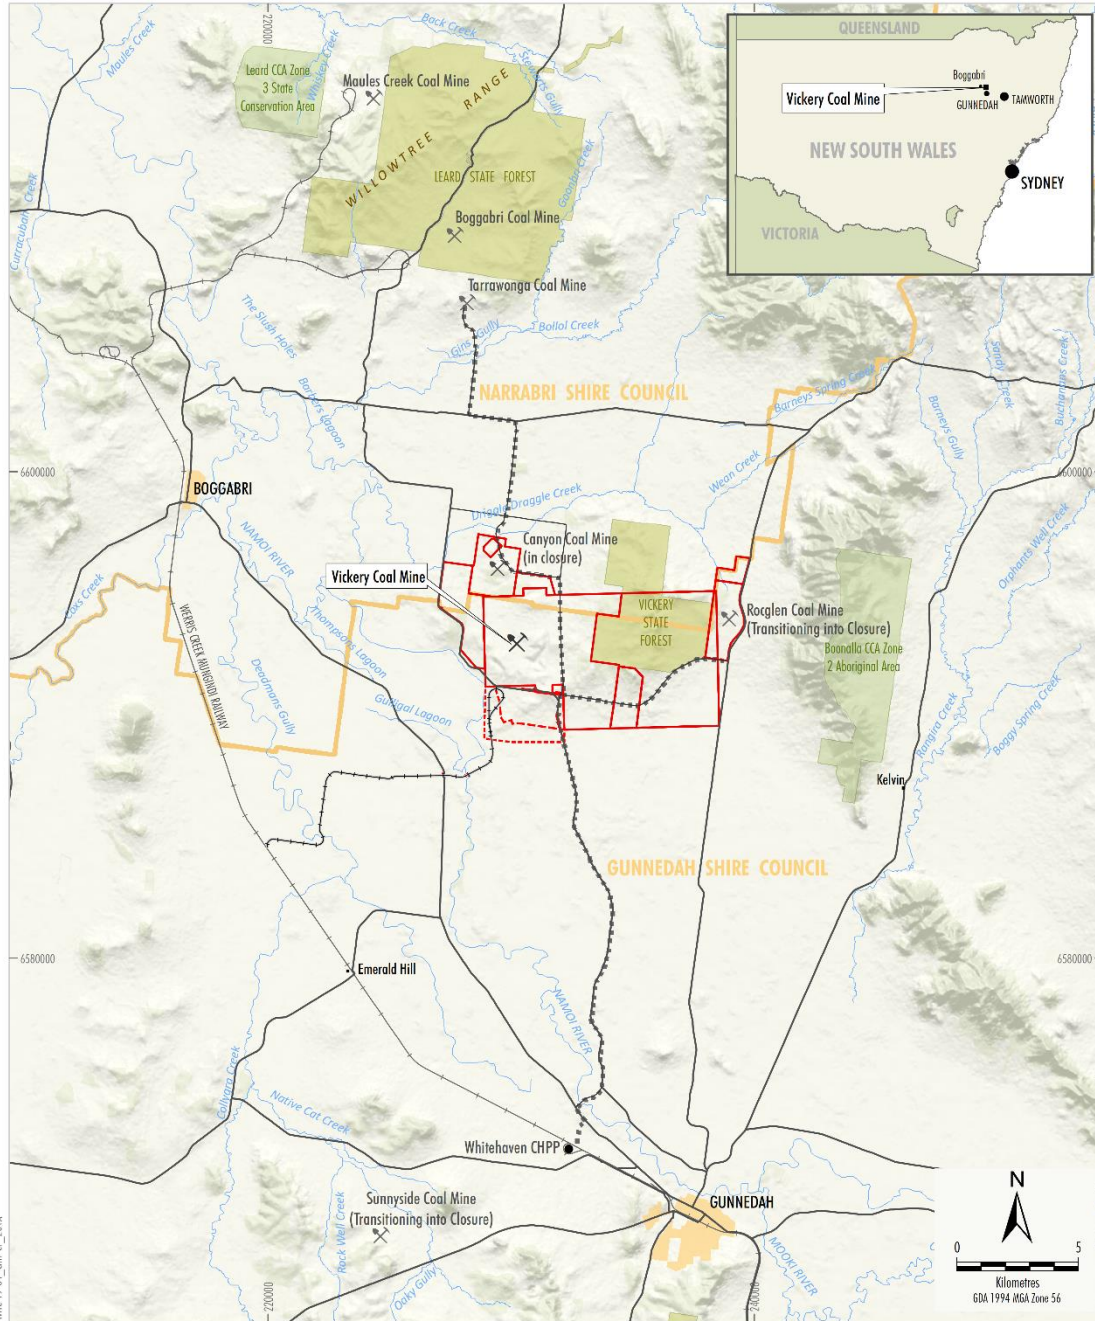 220000
Back Creek
Maules Creek
Whiskey Creek
Stewarts Gully
Leard CCA Zone
3 State
Conservation Area
Maules Creek Coal Mine
WILLOWTREE RANGE
LEARD STATE FOREST
Goonbri Creek
Boggabri Coal Mine
Curracubah Creek
Tarrawonga Coal Mine
The Slush Holes
Bollol Creek
Gully
NARRABRI SHIRE COUNCIL
Barbers Lagoon
Barneys Spring Creek
Sandy Creek
Buchanans Creek
Barneys Gully
6600000
6600000
BOGGABRI
Wean Creek
Driggle Draggle Creek
NAMOI RIVER
Canyon Coal Mine
(in closure)
Orphants Well Creek
Vickery Coal Mine
Coxs Creek
WERRIS CREEK MUNGINDI RAILWAY
Thompsons Lagoon
VICKERY
STATE
FOREST
Rocglen Coal Mine
(Transitioning into Closure)
Boonalla CCA Zone
2 Aboriginal Area
Deadmans Gully
Gulligal Lagoon
Rangira Creek
Boggy Spring Creek
Kelvin
GUNNEDAH SHIRE COUNCIL
6580000
6580000
Emerald Hill
NAMOI RIVER
Collygra Creek
Native Cat Creek
Whitehaven CHPP
Sunnyside Coal Mine
(Transitioning into Closure)
Rock Well Creek
Oaky Gully
GUNNEDAH
MOOKI RIVER
220000
240000
QUEENSLAND
Boggabri
Vickery Coal Mine
GUNNEDAH
TAMWORTH
NEW SOUTH WALES
SYDNEY
VICTORIA
N
0
5
Kilometres
GDA 1994 MGA Zone 56